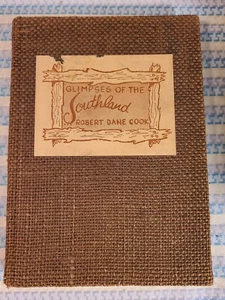 GLIMPSES OF THE
Southland
ROBERT DANE COOK